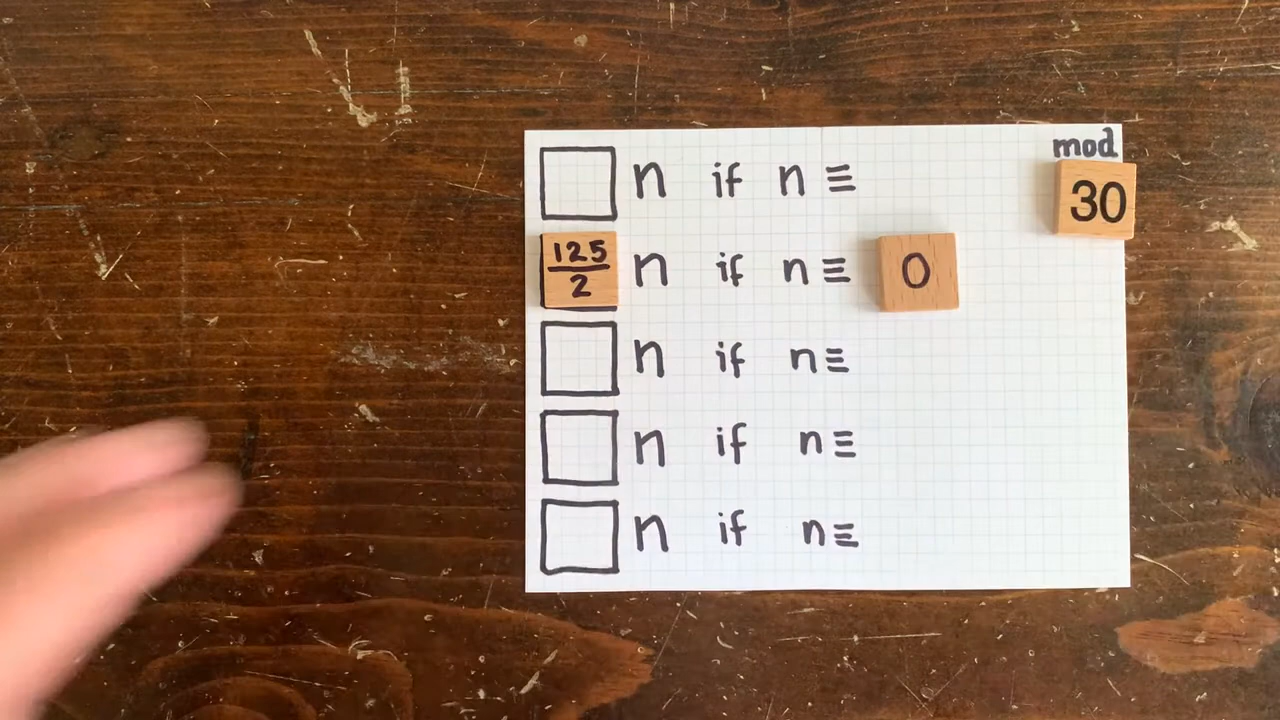 mod
n if n ≡ 30
125/2 n if n ≡ 0
n if n ≡
n if n ≡
n if n ≡